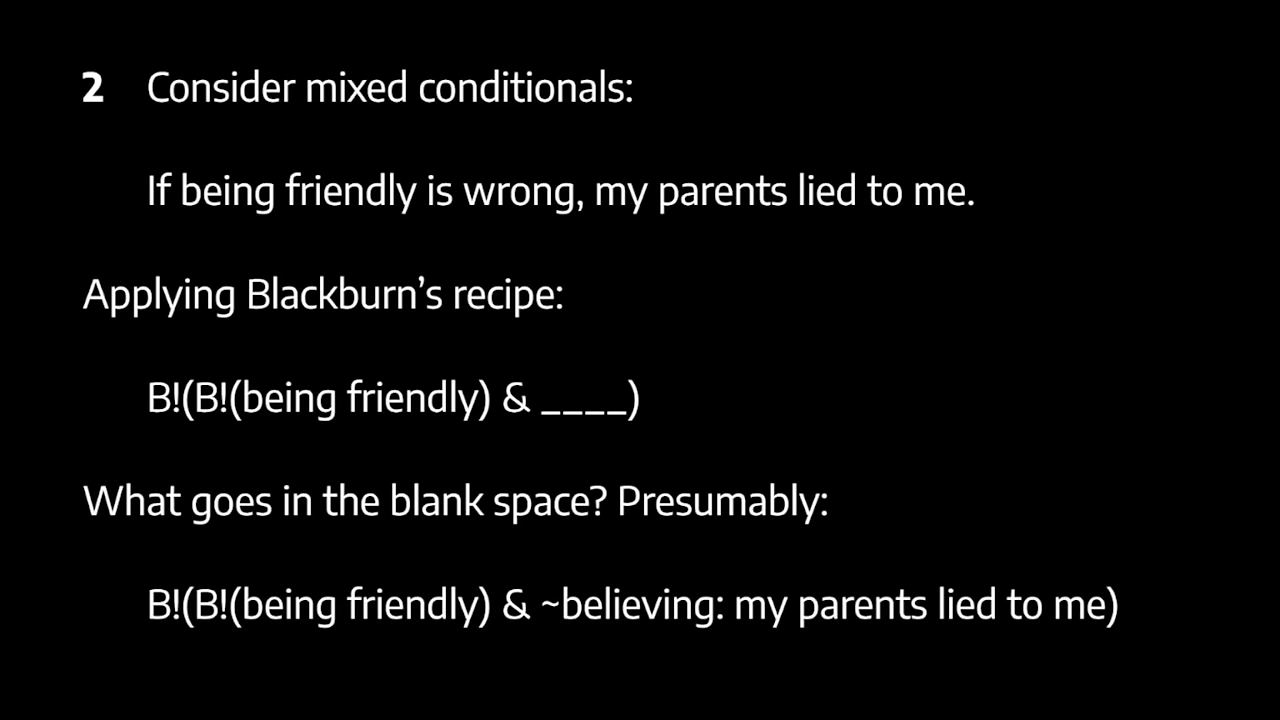 2 Consider mixed conditionals:
If being friendly is wrong, my parents lied to me.
Applying Blackburn’s recipe:
B!(B!(being friendly) & ____)
What goes in the blank space? Presumably:
B!(B!(being friendly) & ~believing: my parents lied to me)